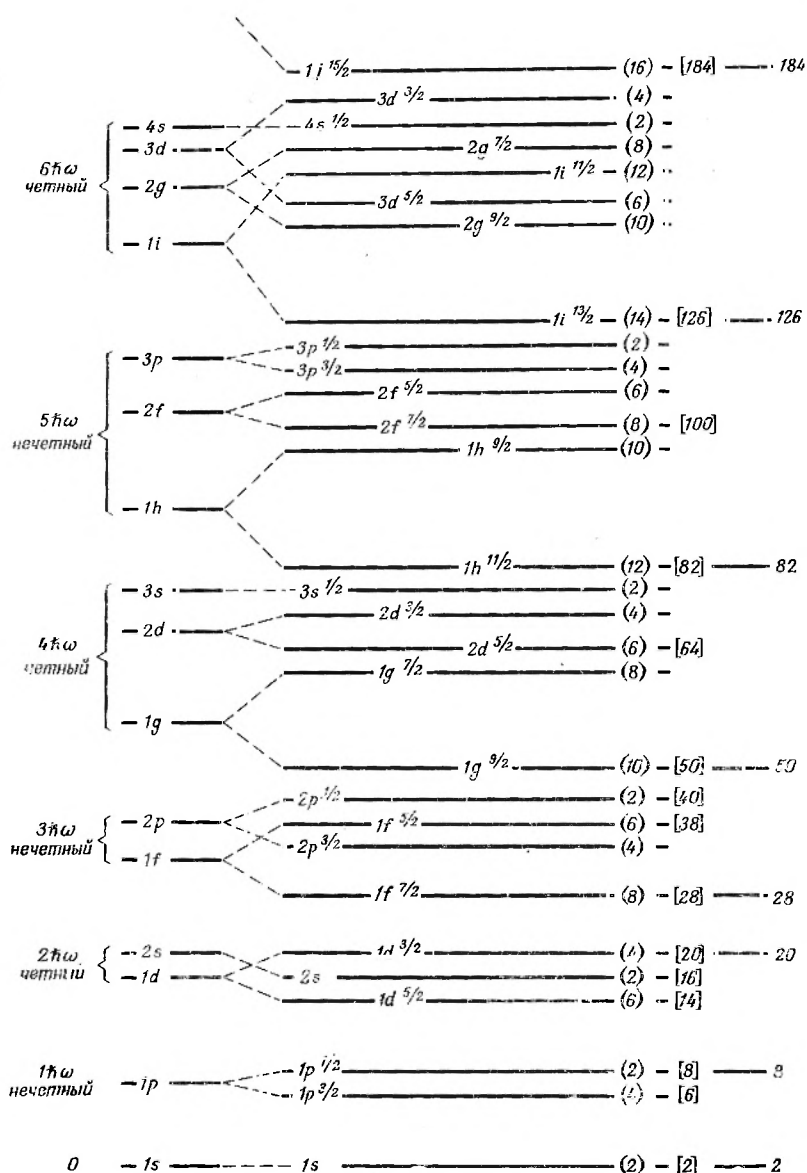 1j 15/2 (16) - [184] 184
3d 3/2 (4)
4s 4s 1/2 (2)
3d 2g 7/2 (8)
6ħω 1i 11/2 (12)
четный 2g 3d 5/2 (6)
2g 9/2 (10)
1i
1i 13/2 (14) - [126] 126
3p 1/2 (2)
3p 3p 3/2 (4)
2f 5/2 (6)
5ħω 2f 2f 7/2 (8) - [100]
нечетный 1h 9/2 (10)
1h
1h 11/2 (12) - [82] 82
3s 3s 1/2 (2)
2d 3/2 (4)
4ħω 2d 2d 5/2 (6) - [64]
четный 1g 7/2 (8)
1g
1g 9/2 (10) - [50] 50
2p 1/2 (2) - [40]
3ħω 2p 1f 5/2 (6) - [38]
нечетный 1f 2p 3/2 (4)
1f 7/2 (8) - [28] 28
2ħω 2s 1d 3/2 (4) - [20] 20
четный 1d 2s (2) - [16]
1d 5/2 (6) - [14]
1ħω 1p 1/2 (2) - [8] 8
нечетный 1p 1p 3/2 (4) - [6]
0 1s 1s (2) - [2] 2